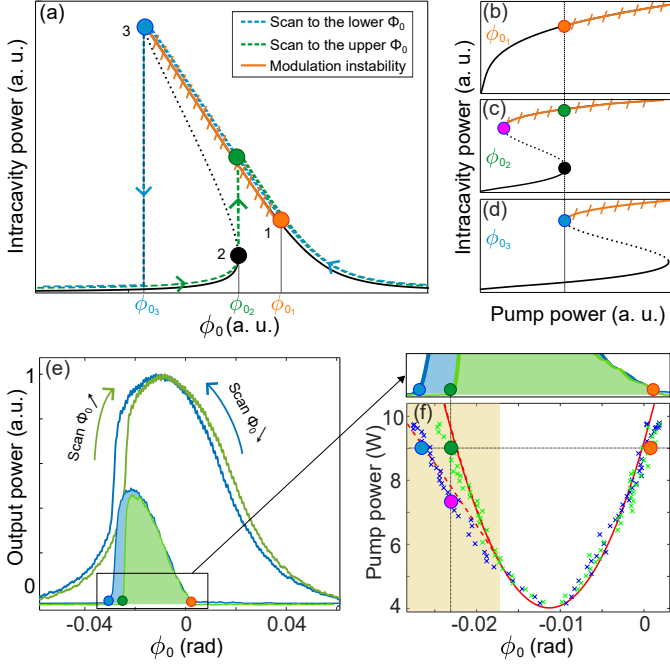 (a)
3
Scan to the lower Φ₀
Scan to the upper Φ₀
Modulation instability
1
2
Intracavity power (a. u.)
ϕ₀₃
ϕ₀₂
ϕ₀₁
ϕ₀ (a. u.)
(b)
ϕ₀₁
(c)
ϕ₀₂
(d)
ϕ₀₃
Intracavity power (a. u.)
Pump power (a. u.)
(e)
1
0
Output power (a.u.)
Scan Φ₀↗
Scan Φ₀↘
-0.04
0
0.04
ϕ₀ (rad)
(f)
10
8
6
4
Pump power (W)
-0.02
-0.01
0
ϕ₀ (rad)